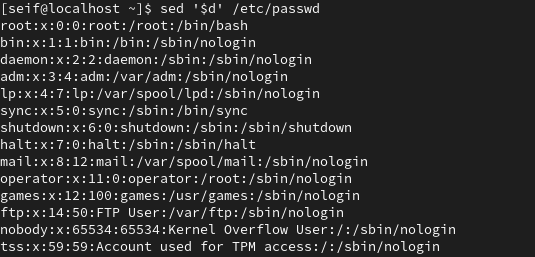 [seif@localhost ~]$ sed '$d' /etc/passwd
root:x:0:0:root:/root:/bin/bash
bin:x:1:1:bin:/bin:/sbin/nologin
daemon:x:2:2:daemon:/sbin:/sbin/nologin
adm:x:3:4:adm:/var/adm:/sbin/nologin
lp:x:4:7:lp:/var/spool/lpd:/sbin/nologin
sync:x:5:0:sync:/sbin:/bin/sync
shutdown:x:6:0:shutdown:/sbin:/sbin/shutdown
halt:x:7:0:halt:/sbin:/sbin/halt
mail:x:8:12:mail:/var/spool/mail:/sbin/nologin
operator:x:11:0:operator:/root:/sbin/nologin
games:x:12:100:games:/usr/games:/sbin/nologin
ftp:x:14:50:FTP User:/var/ftp:/sbin/nologin
nobody:x:65534:65534:Kernel Overflow User:/:/sbin/nologin
tss:x:59:59:Account used for TPM access:/:/sbin/nologin